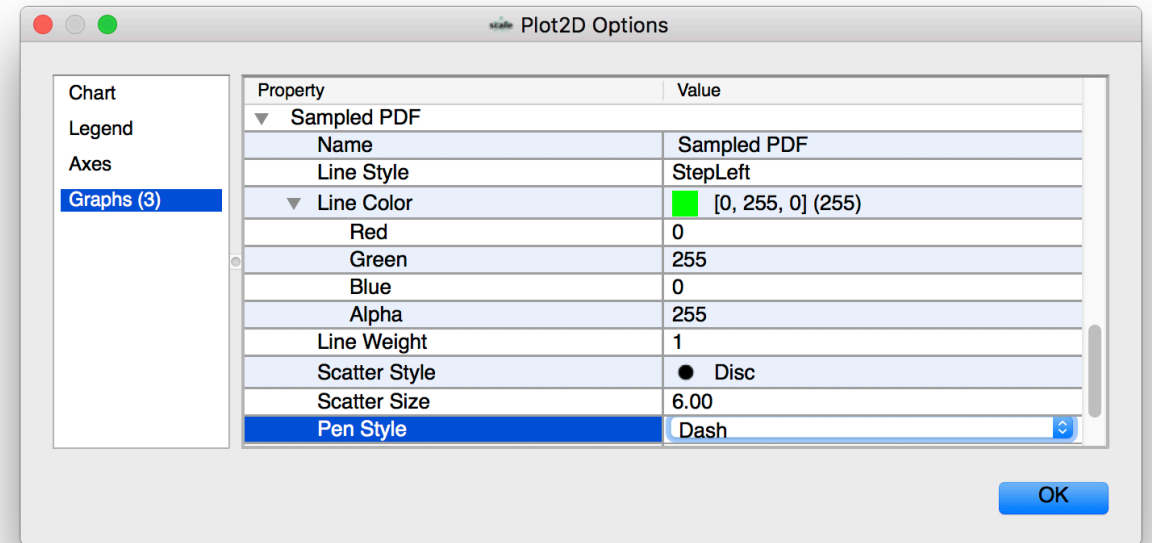 scale Plot2D Options
Chart
Legend
Axes
Graphs (3)
Property Value
Sampled PDF
Name Sampled PDF
Line Style StepLeft
Line Color [0, 255, 0] (255)
Red 0
Green 255
Blue 0
Alpha 255
Line Weight 1
Scatter Style Disc
Scatter Size 6.00
Pen Style Dash
OK